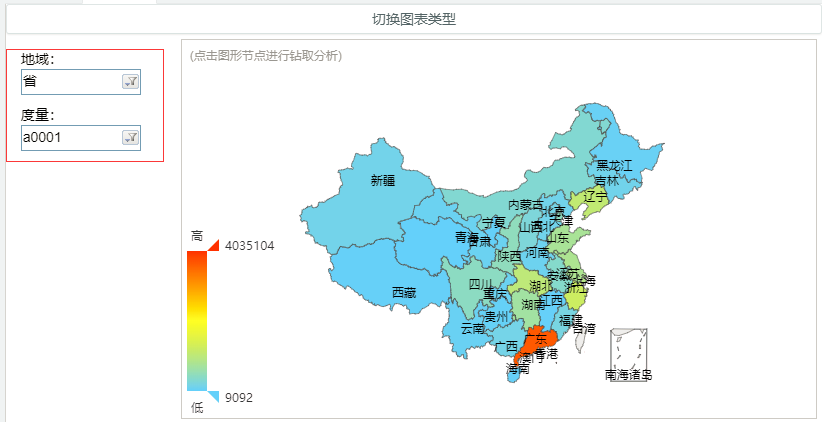 切换图表类型
地域：
省
度量：
a0001
(点击图形节点进行钻取分析)
高
4035104
9092
低
黑龙江
吉林
新疆
辽宁
内蒙古
北京
天津
宁夏
山西
河北
青海
甘肃
山东
陕西
河南
四川
安徽
江苏
上海
西藏
重庆
湖北
浙江
湖南
江西
贵州
云南
福建
台湾
广西
广东
香港
澳门
海南
南海诸岛